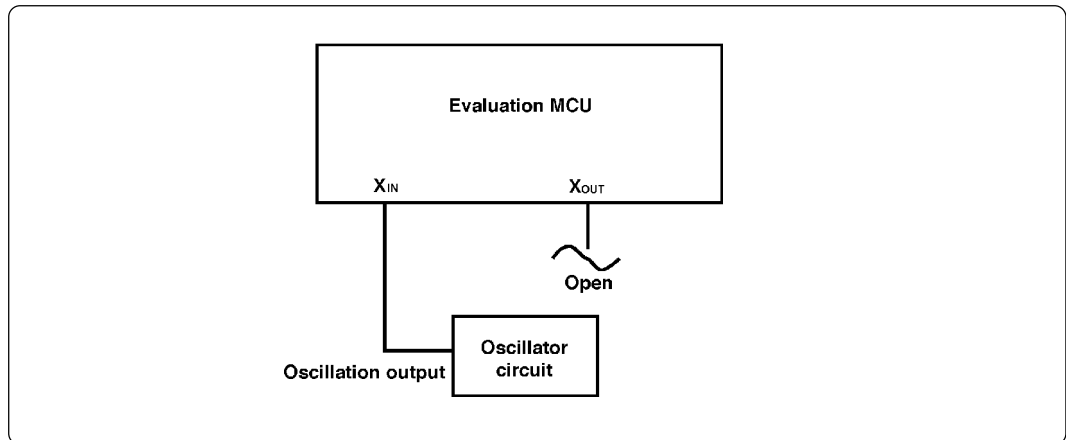 Evaluation MCU
XIN
XOUT
Open
Oscillator
circuit
Oscillation output